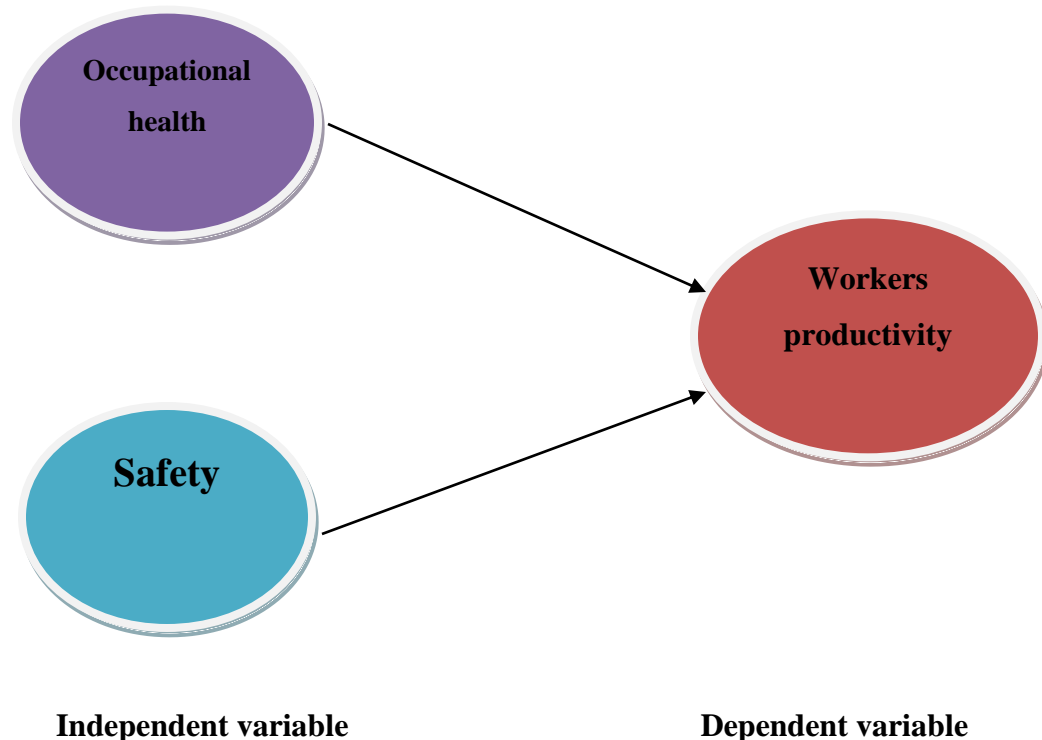 Occupational
health
Workers
productivity
Safety
Independent variable
Dependent variable